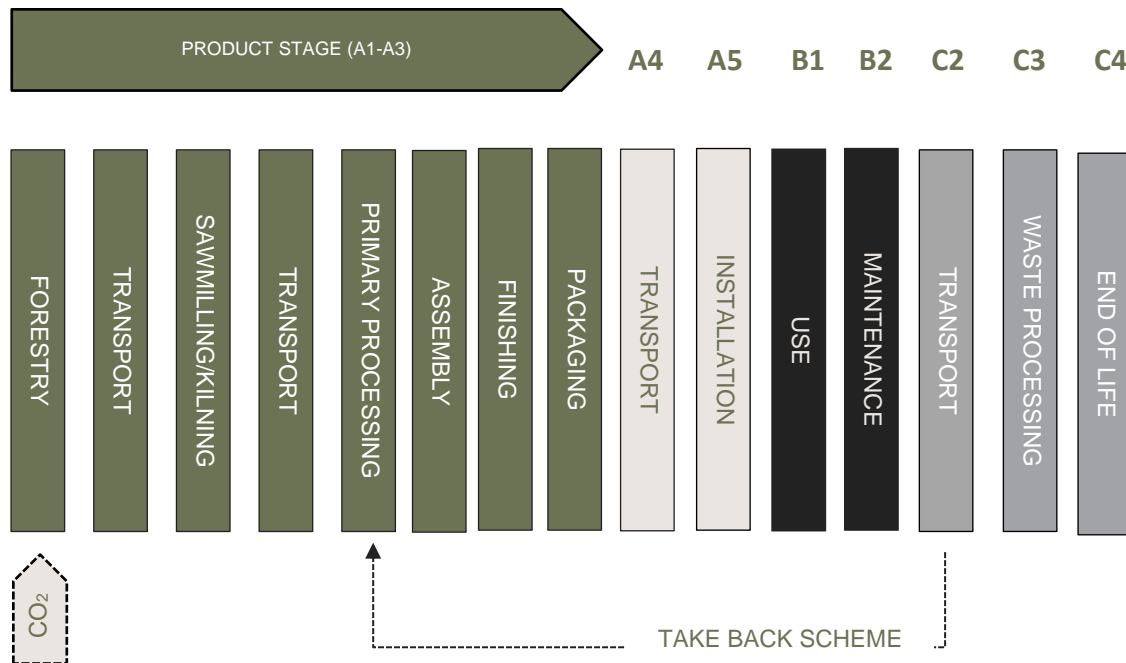 PRODUCT STAGE (A1-A3)
A4
A5
B1
B2
C2
C3
C4
FORESTRY
TRANSPORT
SAWMILLING/KILNING
TRANSPORT
PRIMARY PROCESSING
ASSEMBLY
FINISHING
PACKAGING
TRANSPORT
INSTALLATION
USE
MAINTENANCE
TRANSPORT
WASTE PROCESSING
END OF LIFE
CO₂
TAKE BACK SCHEME